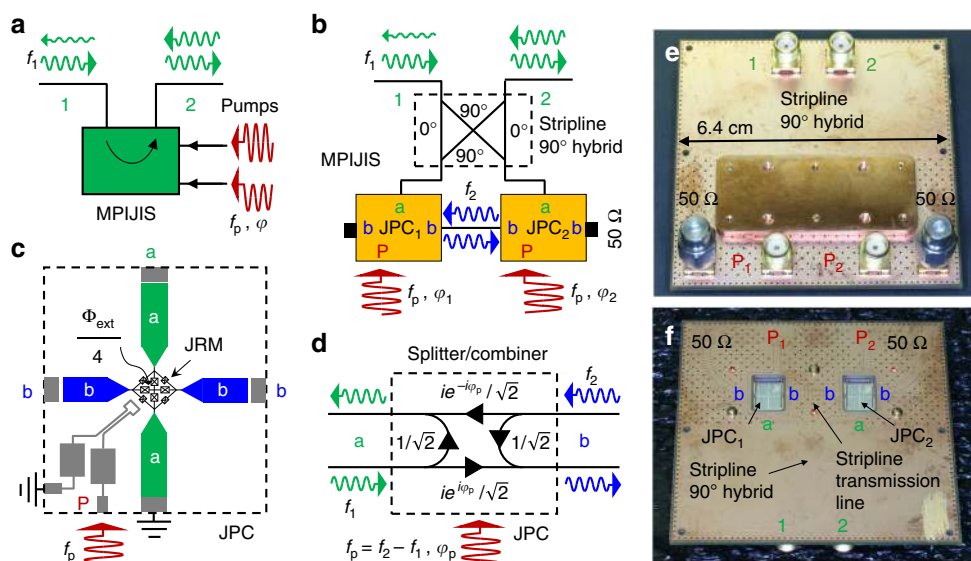 a
f1
1
2
Pumps
MPIJIS
fp, φ
b
f1
1
2
90°
0°
0°
90°
Stripline
90° hybrid
MPIJIS
f2
a
a
b JPC1 b
b JPC2 b
P
50 Ω
fp, φ1
fp, φ2
c
a
Φext
4
JRM
a
b
b
b
b
a
P
fp
JPC
d
Splitter/combiner
f2
ie^{-iφp}/√2
a
1/√2
1/√2
b
ie^{iφp}/√2
f1
fp = f2 − f1, φp
JPC
e
1
2
Stripline
90° hybrid
6.4 cm
50 Ω
50 Ω
P1
P2
f
50 Ω
P1
P2
50 Ω
b
b
b
b
JPC1
a
a
JPC2
Stripline
90° hybrid
Stripline
transmission
line
1
2